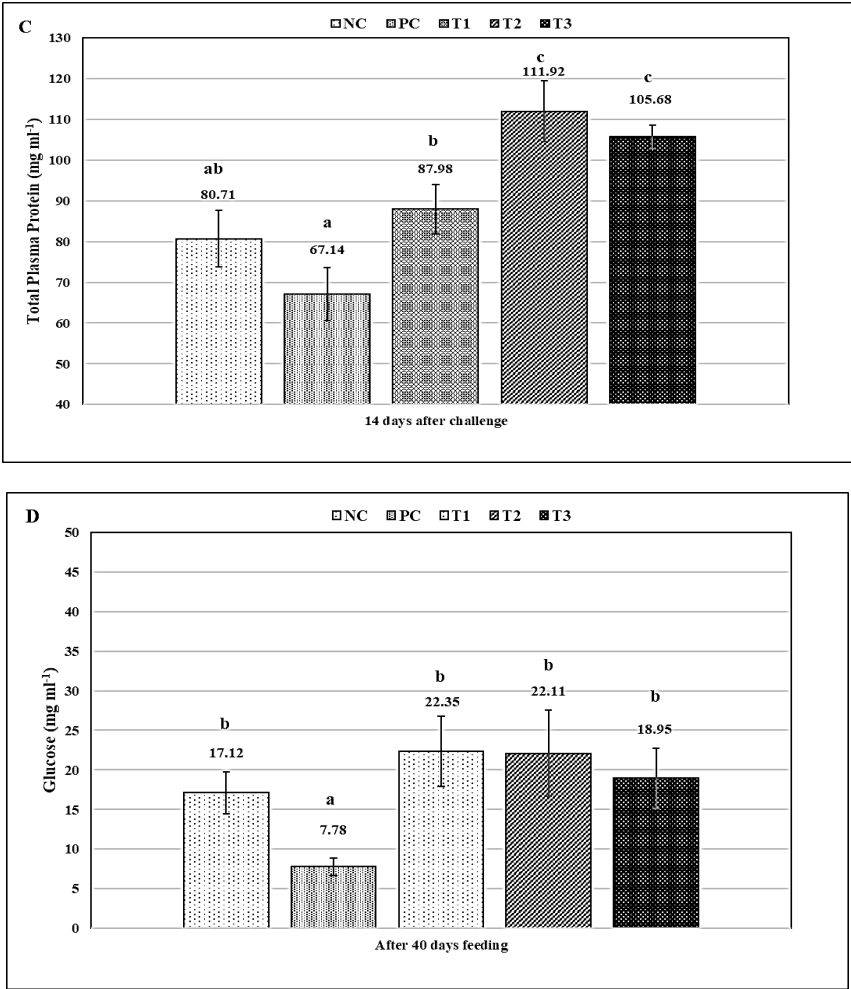 C
NC PC T1 T2 T3
Total Plasma Protein (mg ml⁻¹)
130
120
110
100
90
80
70
60
50
40
ab
80.71
a
67.14
b
87.98
c
111.92
c
105.68
14 days after challenge
D
NC PC T1 T2 T3
Glucose (mg ml⁻¹)
50
45
40
35
30
25
20
15
10
5
0
b
17.12
a
7.78
b
22.35
b
22.11
b
18.95
After 40 days feeding